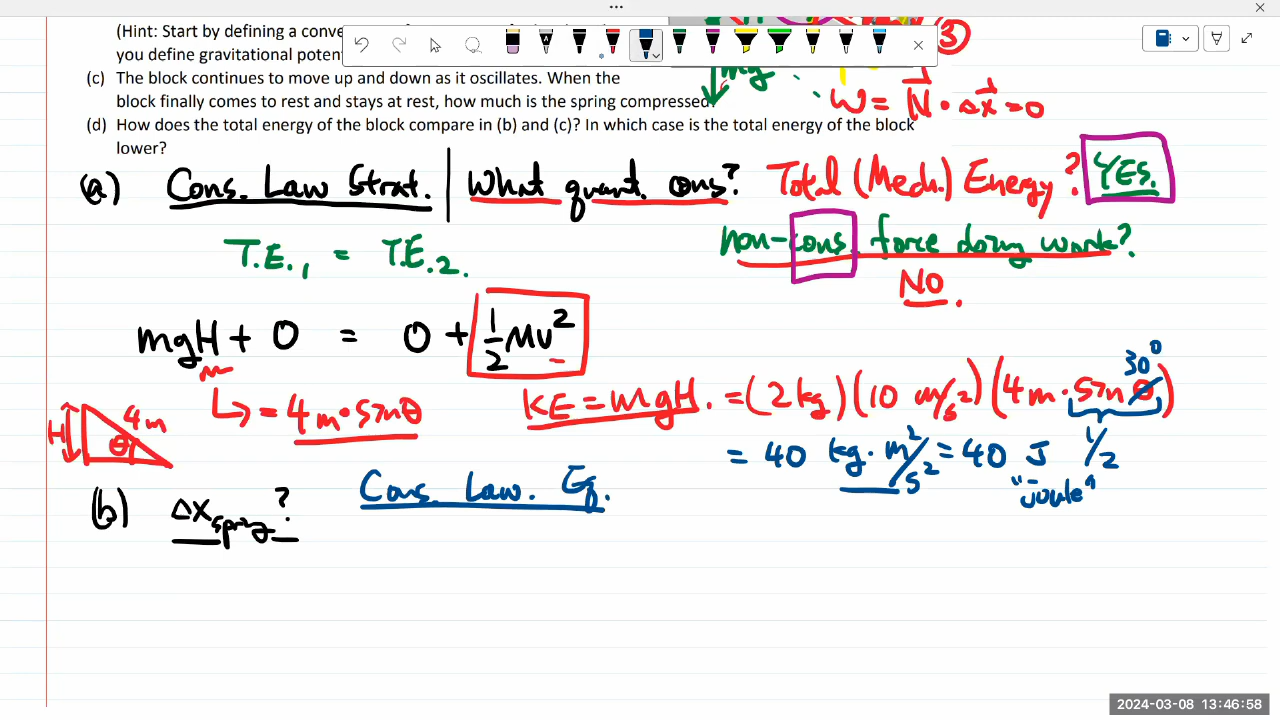 (Hint: Start by defining a conve
you define gravitational poten
(c) The block continues to move up and down as it oscillates. When the
block finally comes to rest and stays at rest, how much is the spring compressed?
(d) How does the total energy of the block compare in (b) and (c)? In which case is the total energy of the block
lower?
3
mg
W = N⃗ · Δx⃗ = 0
(a) Cons. Law Strat. | What quant. cons? Total (Mech.) Energy? YES.
T.E.₁ = T.E.₂. non-cons. force doing work?
NO.
mgH + 0 = 0 + 1/2 Mv²
↳ = 4m·sinθ
KE = MgH. = (2kg)(10 m/s²)(4m·sinθ)
30°
H 4m θ
= 40 kg·m²/s² = 40 J 1/2
"Joule"
(b) Δx spring? Cons. Law. Eq.
2024-03-08 13:46:58